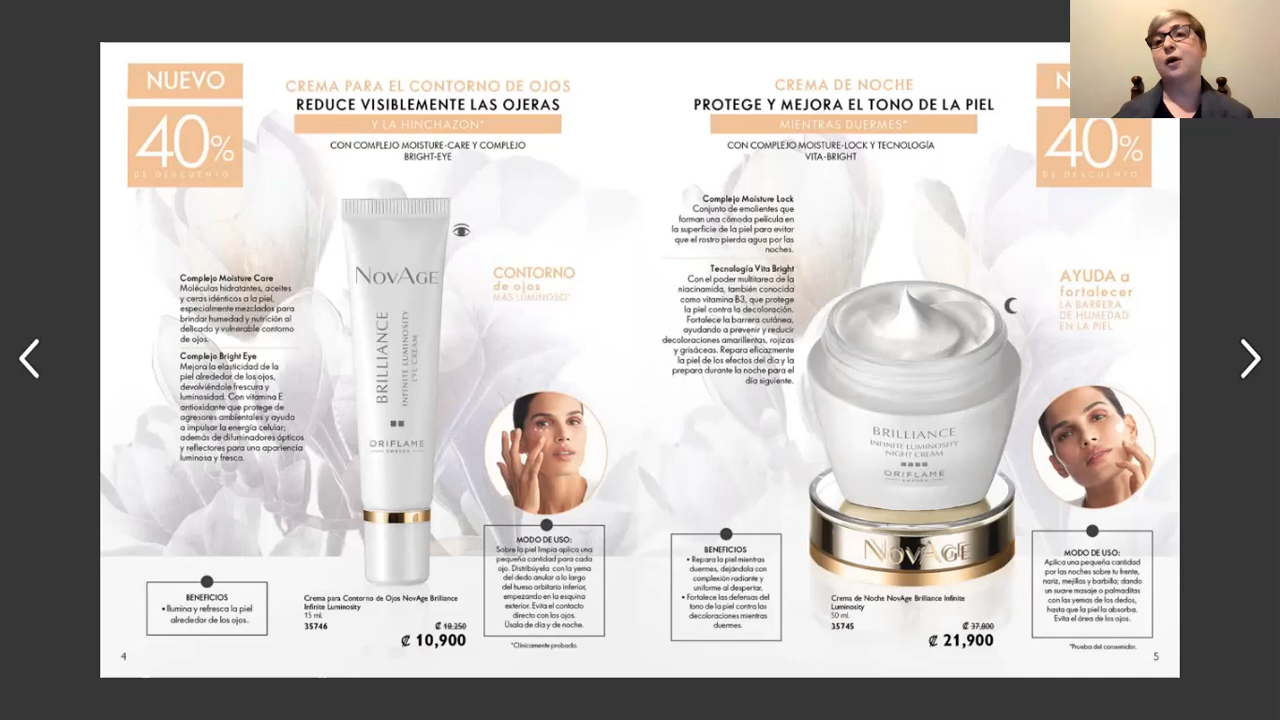 NUEVO
40%
DE DESCUENTO
CREMA PARA EL CONTORNO DE OJOS
REDUCE VISIBLEMENTE LAS OJERAS
Y LA HINCHAZON*
CON COMPLEJO MOISTURE-CARE Y COMPLEJO
BRIGHT-EYE
Complejo Moisture Care
Moléculas hidratantes, aceites
y ceras idénticos a la piel,
especialmente mezclados para
brindar humedad y nutrición al
delicado y vulnerable contorno
de ojos.
Complejo Bright Eye
Mejora la elasticidad de la
piel alrededor de los ojos,
devolviéndole frescura y
luminosidad. Con vitamina E
antioxidante que protege de
agresores ambientales y ayuda
a impulsar la energía celular;
además de difuminadores ópticos
y reflectores para una apariencia
luminosa y fresca.
NOVAGE
BRILLIANCE
INFINITE LUMINOSITY
EYE CREAM
ORIFLAME
SWEDEN
CONTORNO
de ojos
MÁS LUMINOSO*
BENEFICIOS
• Ilumina y refresca la piel
alrededor de los ojos.
Crema para Contorno de Ojos NovAge Brilliance
Infinite Luminosity
15 ml.
35746
₡ 18,250
₡ 10,900
MODO DE USO:
Sobre la piel limpia aplica una
pequeña cantidad para cada
ojo. Distribúyela con la yema
del dedo anular a lo largo
del hueso orbitario inferior,
empezando en la esquina
exterior. Evita el contacto
directo con los ojos.
Úsala de día y de noche.
*Clínicamente probado.
4
CREMA DE NOCHE
PROTEGE Y MEJORA EL TONO DE LA PIEL
MIENTRAS DUERMES*
CON COMPLEJO MOISTURE-LOCK Y TECNOLOGÍA
VITA-BRIGHT
N
40%
DE DESCUENTO
Complejo Moisture Lock
Conjunto de emolientes que
forman una cómoda película en
la superficie de la piel para evitar
que el rostro pierda agua por las
noches.
Tecnología Vita Bright
Con el poder multitarea de la
niacinamida, también conocida
como vitamina B3, que protege
la piel contra la decoloración.
Fortalece la barrera cutánea,
ayudando a prevenir y reducir
decoloraciones amarillentas, rojizas
y grisáceas. Repara eficazmente
la piel de los efectos del día y la
prepara durante la noche para el
día siguiente.
BRILLIANCE
INFINITE LUMINOSITY
NIGHT CREAM
ORIFLAME
SWEDEN
NOVAGE
AYUDA a
fortalecer
LA BARRERA
DE HUMEDAD
EN LA PIEL
BENEFICIOS
• Repara la piel mientras
duermes, dejándola con
complexión radiante y
uniforme al despertar.
• Fortalece las defensas del
tono de la piel contra las
decoloraciones mientras
duermes.
Crema de Noche NovAge Brilliance Infinite
Luminosity
50 ml.
35745
₡ 37,800
₡ 21,900
MODO DE USO:
Aplica una pequeña cantidad
por las noches sobre tu frente,
nariz, mejillas y barbilla; dando
un suave masaje o palmaditas
con las yemas de los dedos,
hasta que la piel la absorba.
Evita el área de los ojos.
*Prueba del consumidor.
5